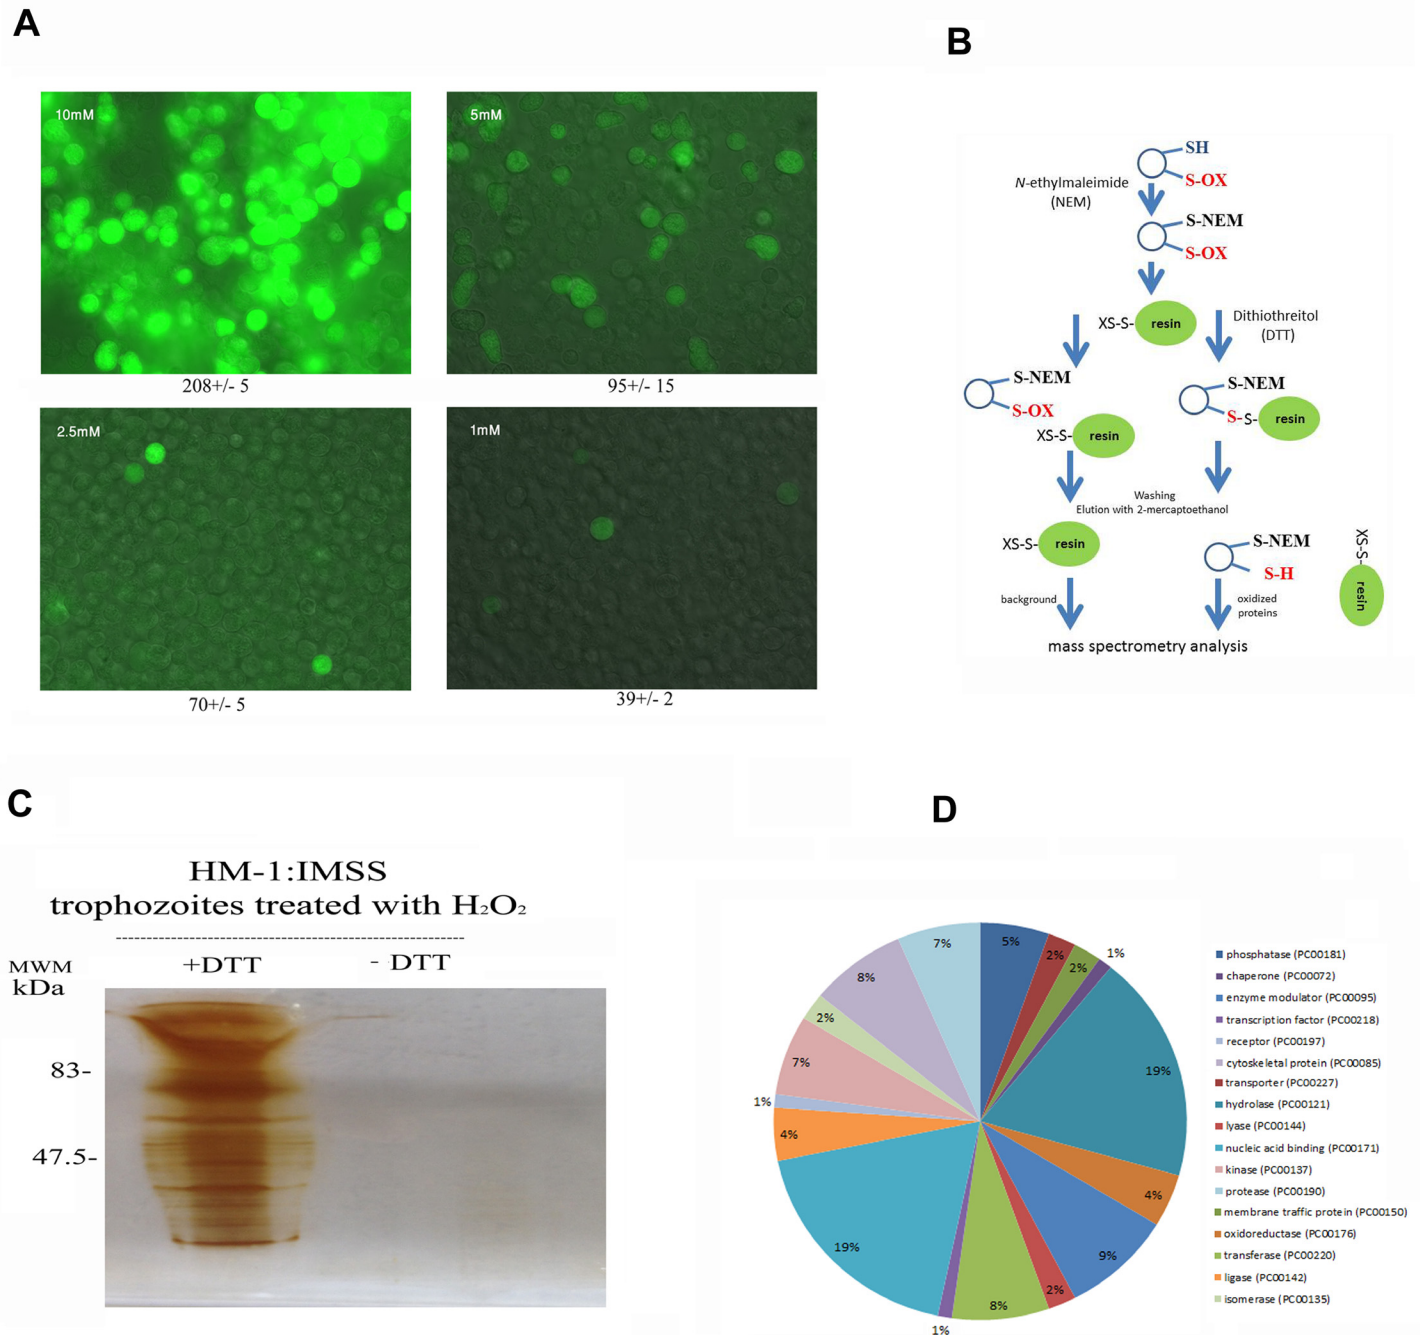 A
10mM
5mM
208+/- 5
95+/- 15
2.5mM
1mM
70+/- 5
39+/- 2
B
SH
S-OX
N-ethylmaleimide
(NEM)
S-NEM
S-OX
XS-S-
resin
Dithiothreitol
(DTT)
S-NEM
S-OX
XS-S-
resin
S-NEM
S-S-
resin
Washing
Elution with 2-mercaptoethanol
XS-S-
resin
S-NEM
S-H
XS-S-
resin
background
oxidized
proteins
mass spectrometry analysis
C
HM-1:IMSS
trophozoites treated with H₂O₂
------------------------------------------------------------
MWM
kDa
+DTT
- DTT
83-
47.5-
D
5%
2%
2%
1%
19%
4%
9%
2%
8%
1%
19%
4%
1%
7%
2%
8%
7%
phosphatase (PC00181)
chaperone (PC00072)
enzyme modulator (PC00095)
transcription factor (PC00218)
receptor (PC00197)
cytoskeletal protein (PC00085)
transporter (PC00227)
hydrolase (PC00121)
lyase (PC00144)
nucleic acid binding (PC00171)
kinase (PC00137)
protease (PC00190)
membrane traffic protein (PC00150)
oxidoreductase (PC00176)
transferase (PC00220)
ligase (PC00142)
isomerase (PC00135)